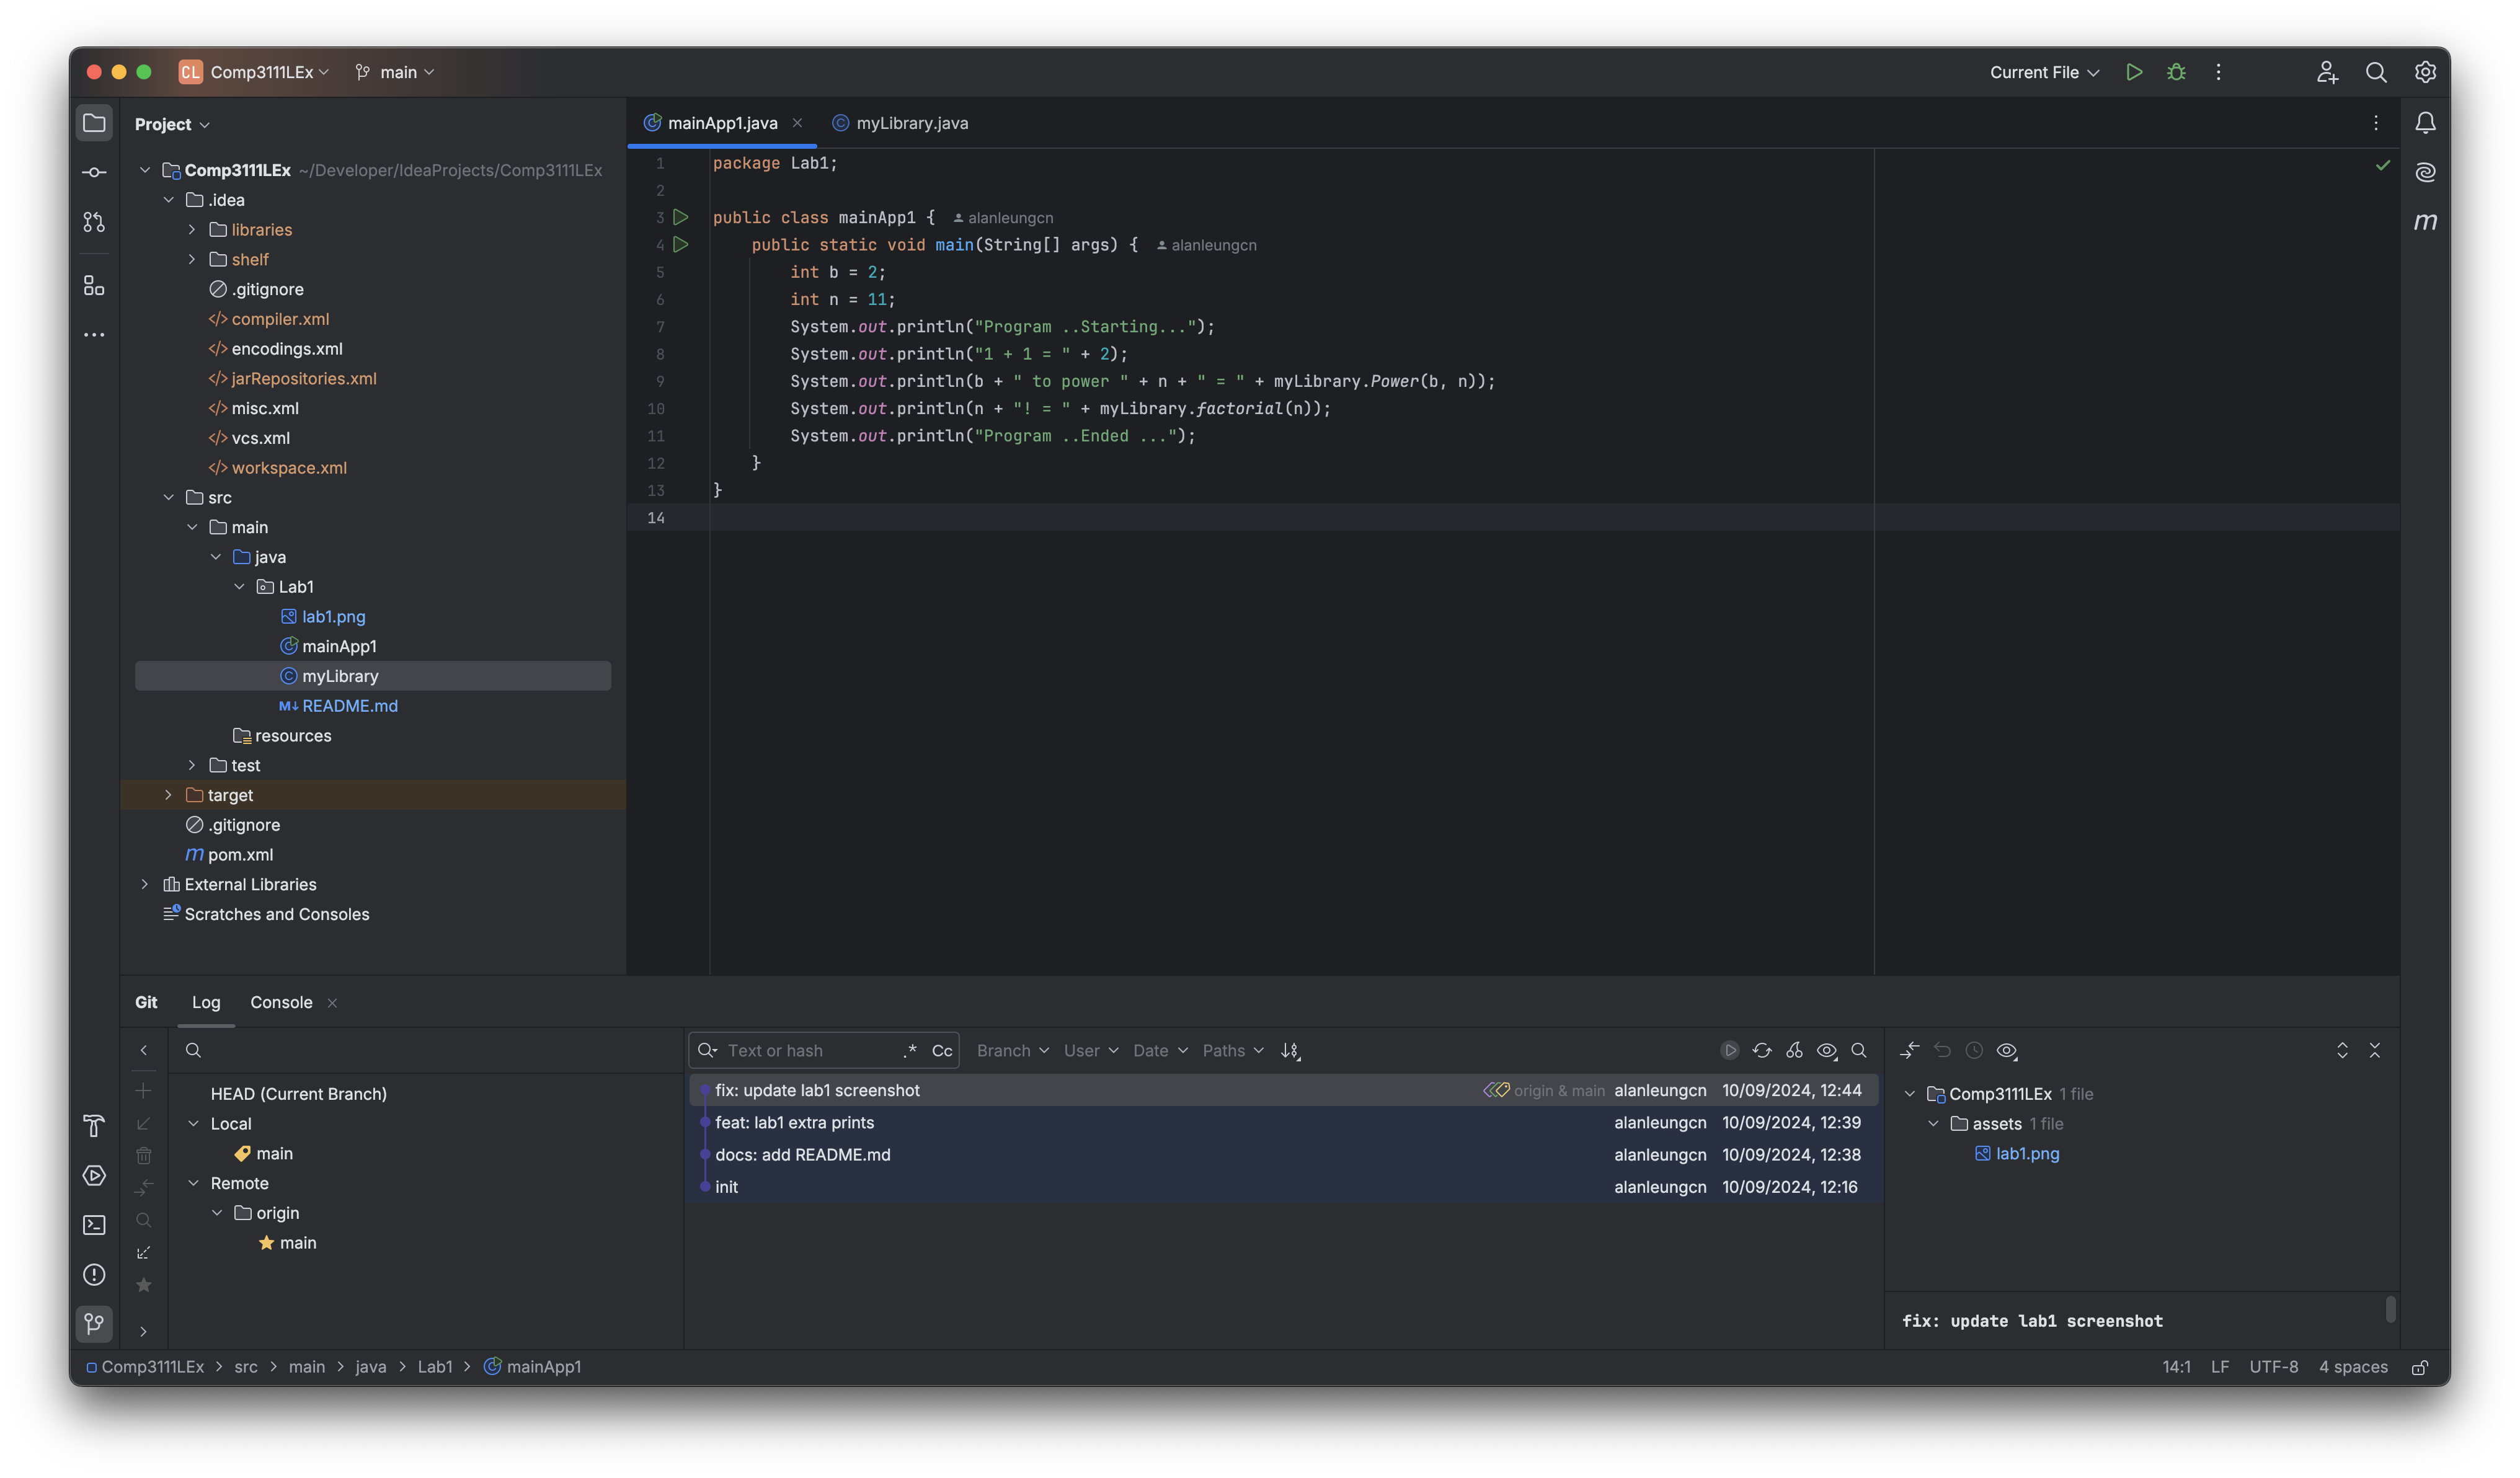 CL Comp3111LEx main Current File
Project
Comp3111LEx ~/Developer/IdeaProjects/Comp3111LEx
.idea
libraries
shelf
.gitignore
</> compiler.xml
</> encodings.xml
</> jarRepositories.xml
</> misc.xml
</> vcs.xml
</> workspace.xml
src
main
java
Lab1
lab1.png
mainApp1
myLibrary
M↓ README.md
resources
test
target
.gitignore
m pom.xml
External Libraries
Scratches and Consoles
mainApp1.java myLibrary.java
m
1 package Lab1;
2
3 public class mainApp1 { alanleungcn
4 public static void main(String[] args) { alanleungcn
5 int b = 2;
6 int n = 11;
7 System.out.println("Program ..Starting...");
8 System.out.println("1 + 1 = " + 2);
9 System.out.println(b + " to power " + n + " = " + myLibrary.Power(b, n));
10 System.out.println(n + "! = " + myLibrary.factorial(n));
11 System.out.println("Program ..Ended ...");
12 }
13 }
14
Git Log Console
HEAD (Current Branch)
Local
main
Remote
origin
main
Text or hash .* Cc Branch User Date Paths
fix: update lab1 screenshot origin & main alanleungcn 10/09/2024, 12:44
feat: lab1 extra prints alanleungcn 10/09/2024, 12:39
docs: add README.md alanleungcn 10/09/2024, 12:38
init alanleungcn 10/09/2024, 12:16
Comp3111LEx 1 file
assets 1 file
lab1.png
fix: update lab1 screenshot
Comp3111LEx > src > main > java > Lab1 > mainApp1 14:1 LF UTF-8 4 spaces